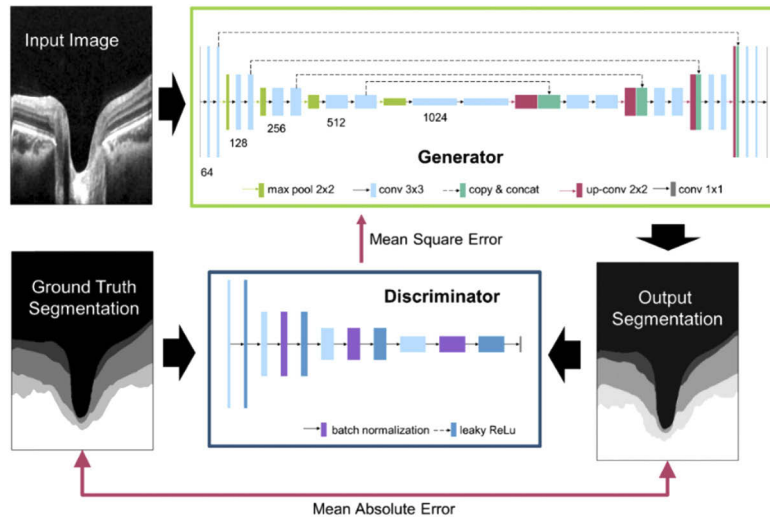 Input Image
64
128
256
512
1024
Generator
max pool 2x2
conv 3x3
copy & concat
up-conv 2x2
conv 1x1
Mean Square Error
Ground Truth
Segmentation
Discriminator
batch normalization
leaky ReLu
Output
Segmentation
Mean Absolute Error